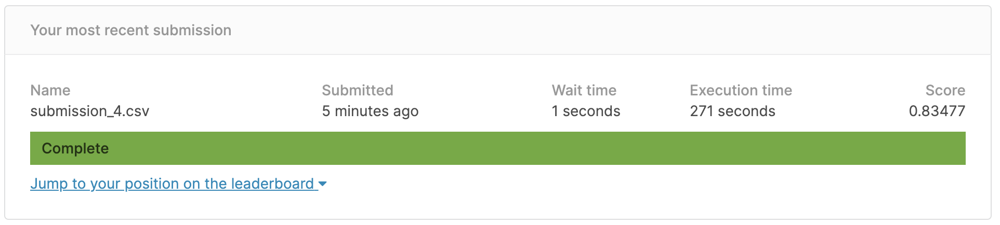 Your most recent submission
Name Submitted Wait time Execution time Score
submission_4.csv 5 minutes ago 1 seconds 271 seconds 0.83477
Complete
Jump to your position on the leaderboard